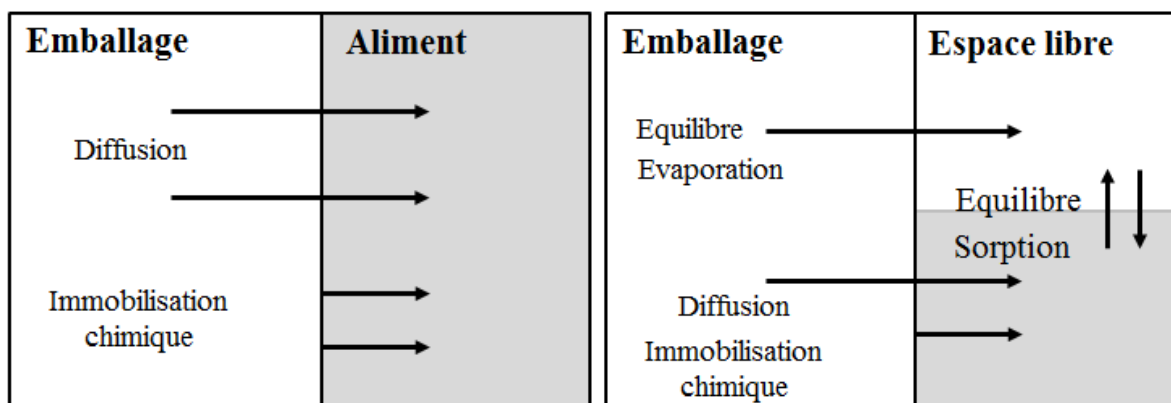 Emballage
Aliment
Diffusion
Immobilisation
chimique
Emballage
Espace libre
Equilibre
Evaporation
Equilibre
Sorption
Diffusion
Immobilisation
chimique